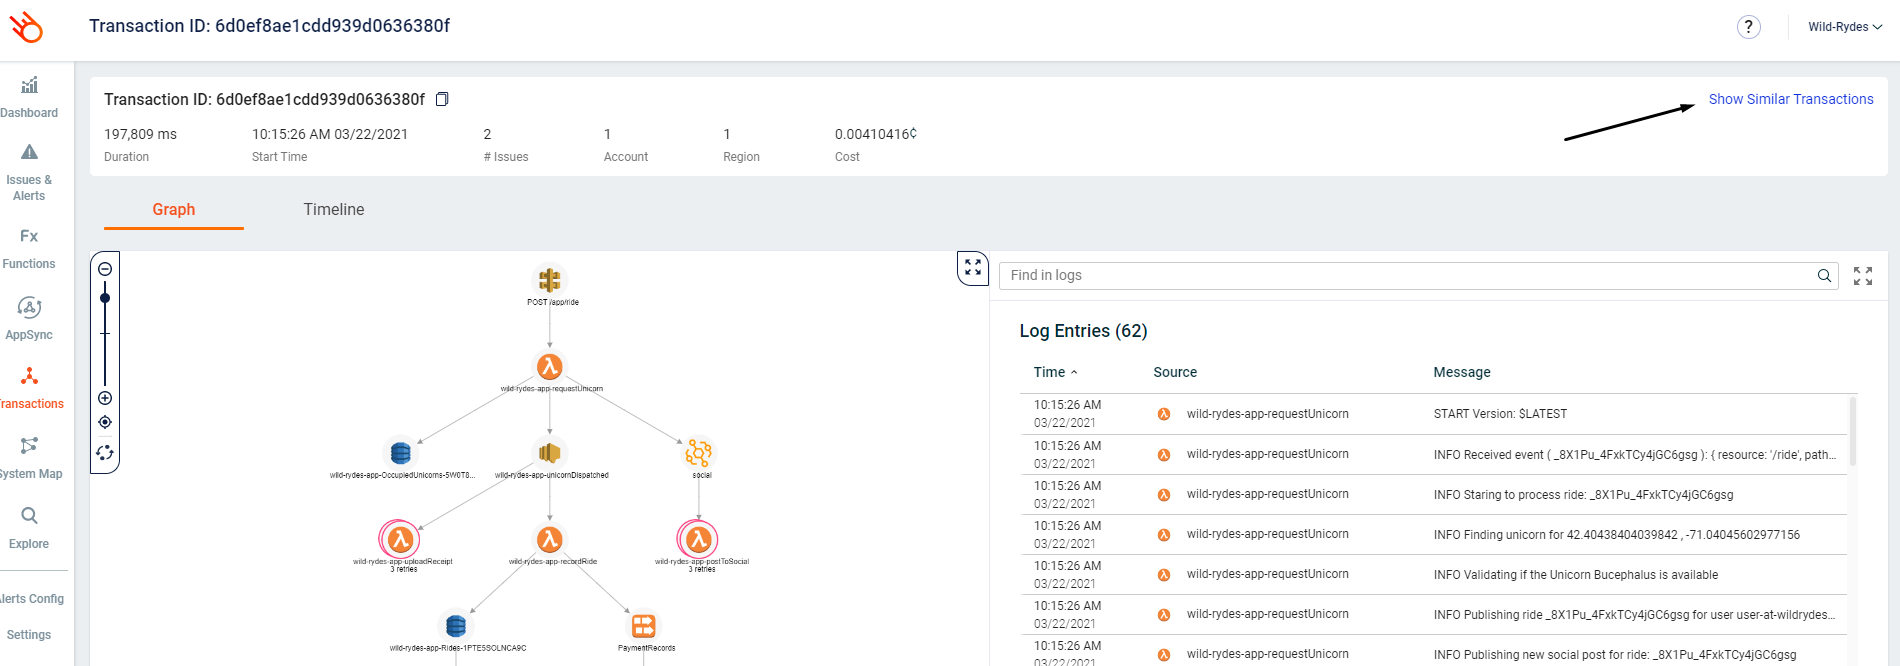 Transaction ID: 6d0ef8ae1cdd939d0636380f
?
Wild-Rydes
Dashboard
Issues &
Alerts
Fx
Functions
AppSync
ransactions
System Map
Explore
Alerts Config
Settings
Transaction ID: 6d0ef8ae1cdd939d0636380f
Show Similar Transactions
197,809 ms
10:15:26 AM 03/22/2021
2
1
1
0.00410416¢
Duration
Start Time
# Issues
Account
Region
Cost
Graph
Timeline
POST /app/ride
wild-rydes-app-requestUnicorn
wild-rydes-app-OccupiedUnicorns-5W0T8...
wild-rydes-app-unicornDispatched
social
wild-rydes-app-uploadReceipt
3 retries
wild-rydes-app-recordRide
wild-rydes-app-postToSocial
3 retries
wild-rydes-app-Rides-1PTESSOLNCA9C
PaymentRecords
Find in logs
Log Entries (62)
Time
Source
Message
10:15:26 AM
03/22/2021
wild-rydes-app-requestUnicorn
START Version: $LATEST
10:15:26 AM
03/22/2021
wild-rydes-app-requestUnicorn
INFO Received event ( _8X1Pu_4FxkTCy4jGC6gsg ): { resource: '/ride', path...
10:15:26 AM
03/22/2021
wild-rydes-app-requestUnicorn
INFO Staring to process ride: _8X1Pu_4FxkTCy4jGC6gsg
10:15:26 AM
03/22/2021
wild-rydes-app-requestUnicorn
INFO Finding unicorn for 42.40438404039842 , -71.04045602977156
10:15:26 AM
03/22/2021
wild-rydes-app-requestUnicorn
INFO Validating if the Unicorn Bucephalus is available
10:15:26 AM
03/22/2021
wild-rydes-app-requestUnicorn
INFO Publishing ride _8X1Pu_4FxkTCy4jGC6gsg for user user-at-wildrydes...
10:15:26 AM
03/22/2021
wild-rydes-app-requestUnicorn
INFO Publishing new social post for ride: _8X1Pu_4FxkTCy4jGC6gsg